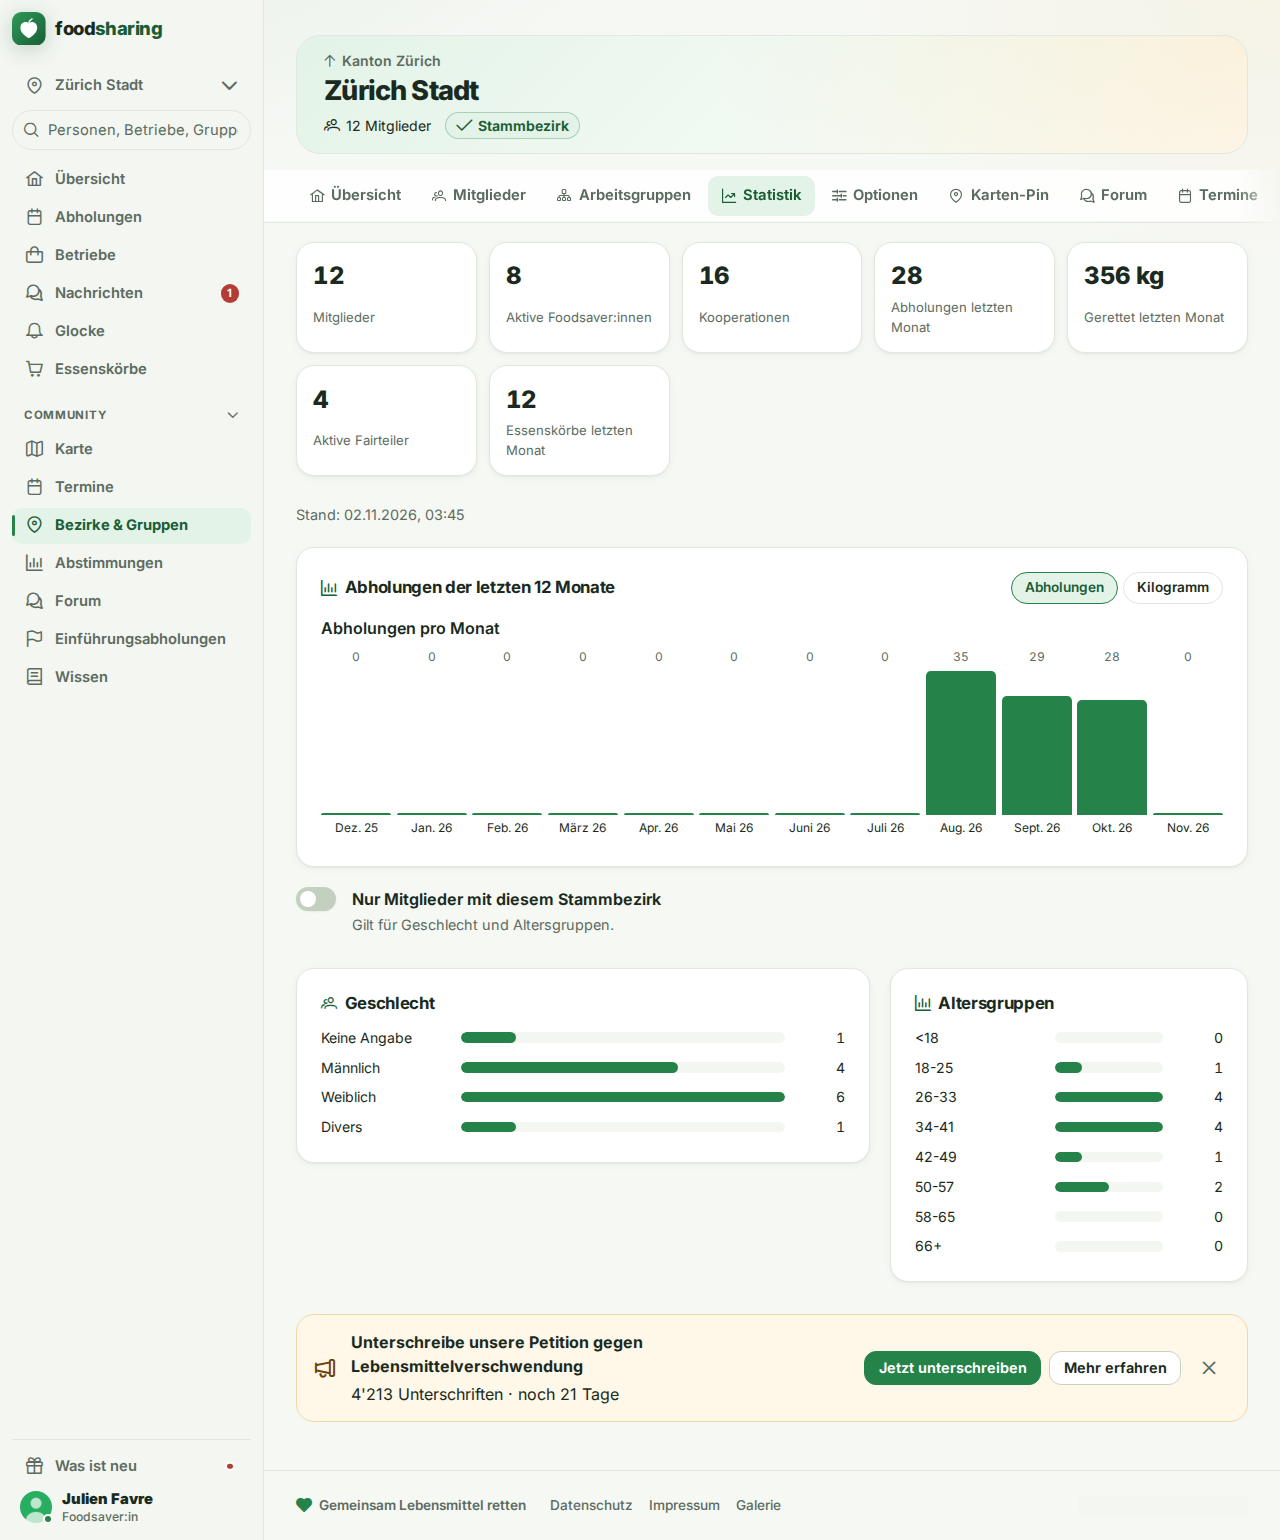 foodsharing
Zürich Stadt
Personen, Betriebe, Grupp
Übersicht
Abholungen
Betriebe
Nachrichten 1
Glocke
Essenskörbe
COMMUNITY
Karte
Termine
Bezirke & Gruppen
Abstimmungen
Forum
Einführungsabholungen
Wissen
Was ist neu
Julien Favre
Foodsaver:in
Kanton Zürich
Zürich Stadt
12 Mitglieder Stammbezirk
Übersicht Mitglieder Arbeitsgruppen Statistik Optionen Karten-Pin Forum Termine
12
Mitglieder
8
Aktive Foodsaver:innen
16
Kooperationen
28
Abholungen letzten
Monat
356 kg
Gerettet letzten Monat
4
Aktive Fairteiler
12
Essenskörbe letzten
Monat
Stand: 02.11.2026, 03:45
Abholungen der letzten 12 Monate
Abholungen Kilogramm
Abholungen pro Monat
0 0 0 0 0 0 0 0 35 29 28 0
Dez. 25 Jan. 26 Feb. 26 März 26 Apr. 26 Mai 26 Juni 26 Juli 26 Aug. 26 Sept. 26 Okt. 26 Nov. 26
Nur Mitglieder mit diesem Stammbezirk
Gilt für Geschlecht und Altersgruppen.
Geschlecht
Keine Angabe 1
Männlich 4
Weiblich 6
Divers 1
Altersgruppen
<18 0
18-25 1
26-33 4
34-41 4
42-49 1
50-57 2
58-65 0
66+ 0
Unterschreibe unsere Petition gegen
Lebensmittelverschwendung
4'213 Unterschriften · noch 21 Tage
Jetzt unterschreiben Mehr erfahren
Gemeinsam Lebensmittel retten Datenschutz Impressum Galerie